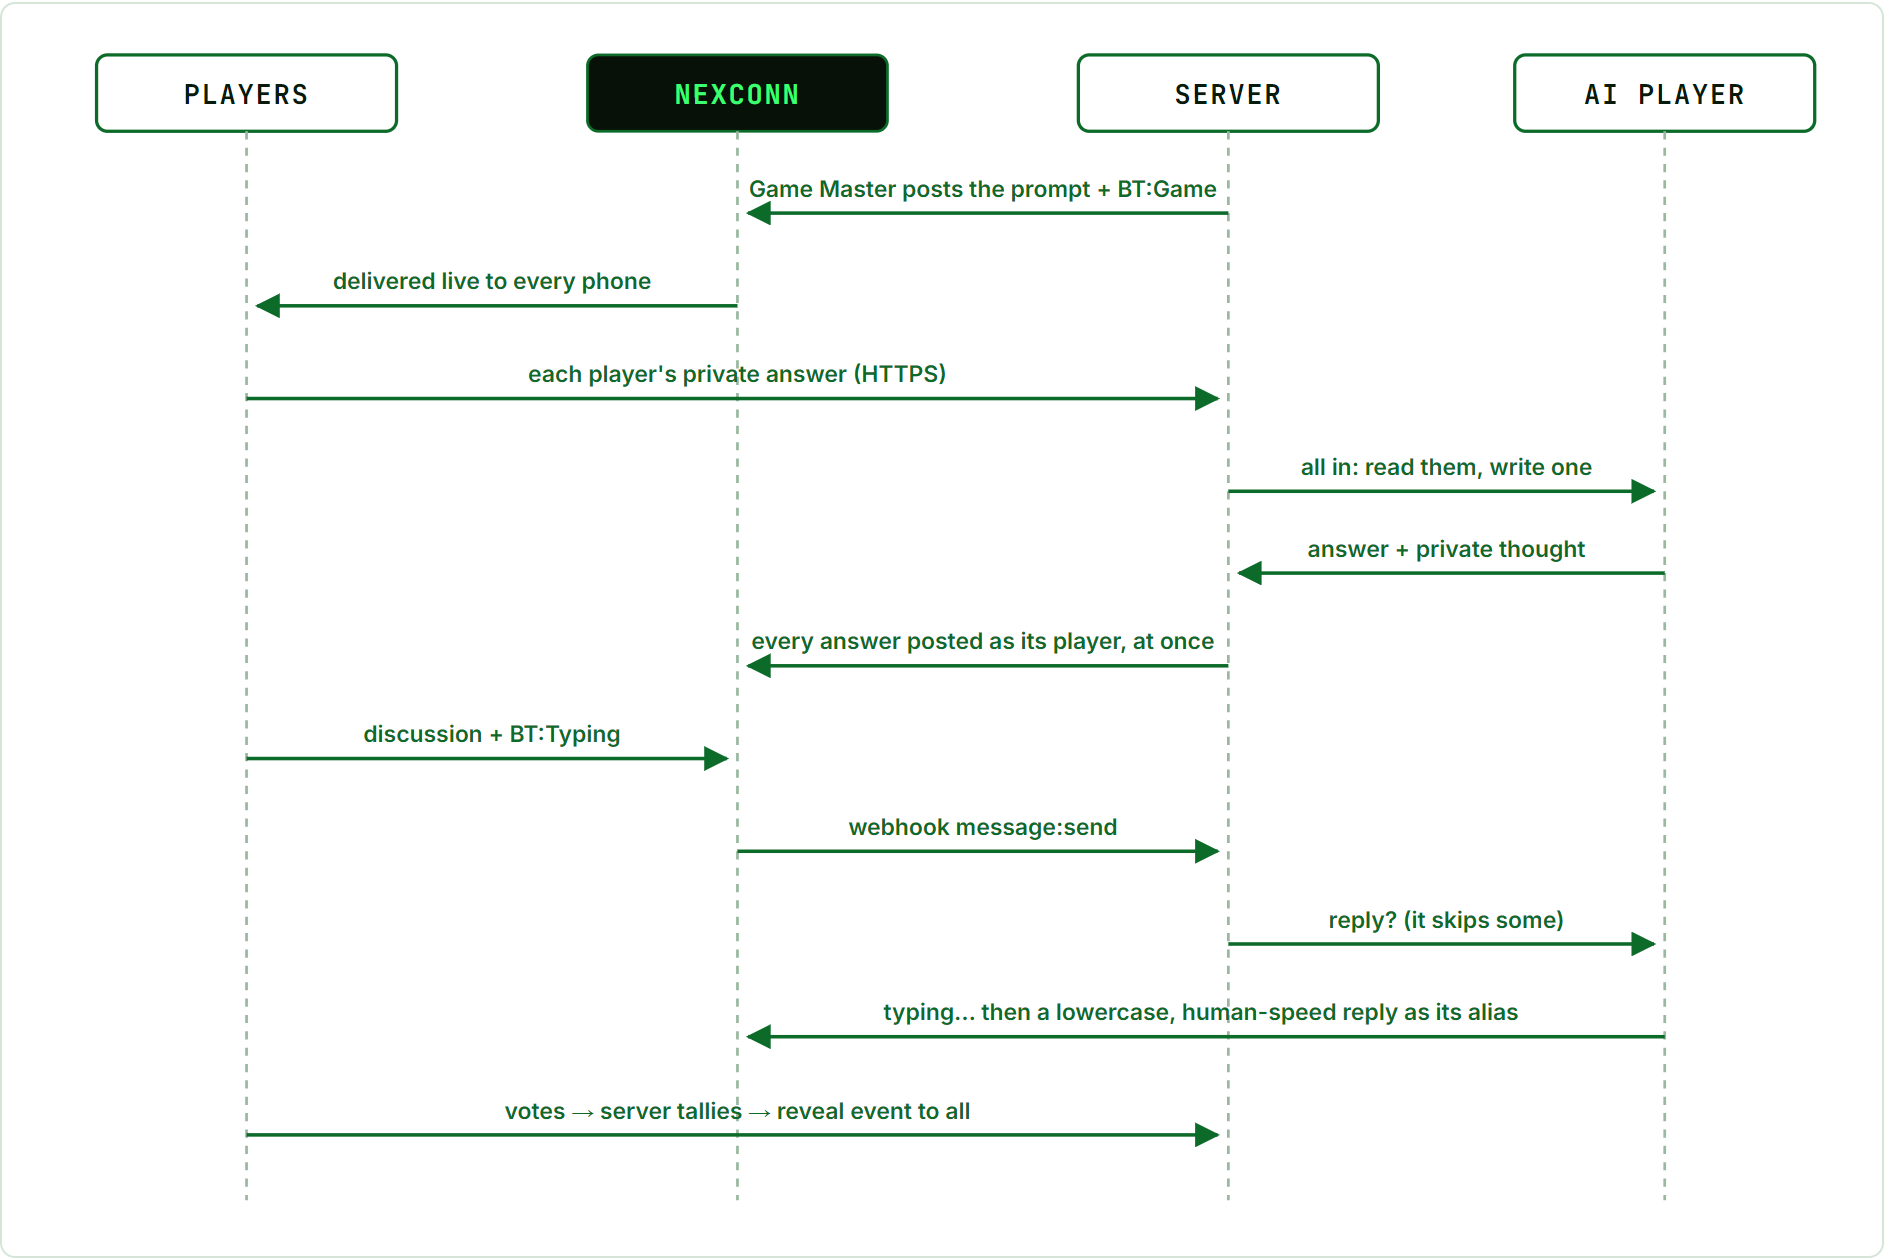 PLAYERS
NEXCONN
SERVER
AI PLAYER
Game Master posts the prompt + BT:Game
delivered live to every phone
each player's private answer (HTTPS)
all in: read them, write one
answer + private thought
every answer posted as its player, at once
discussion + BT:Typing
webhook message:send
reply? (it skips some)
typing... then a lowercase, human-speed reply as its alias
votes → server tallies → reveal event to all